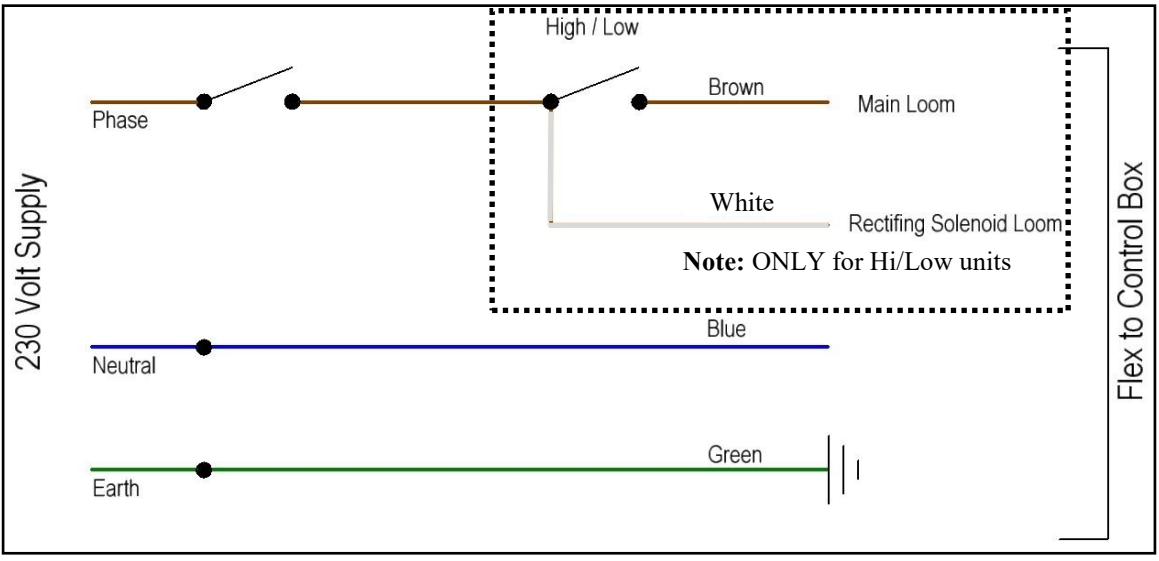 High / Low
Brown
Phase
Main Loom
White
Rectifing Solenoid Loom
Note: ONLY for Hi/Low units
230 Volt Supply
Flex to Control Box
Blue
Neutral
Green
Earth